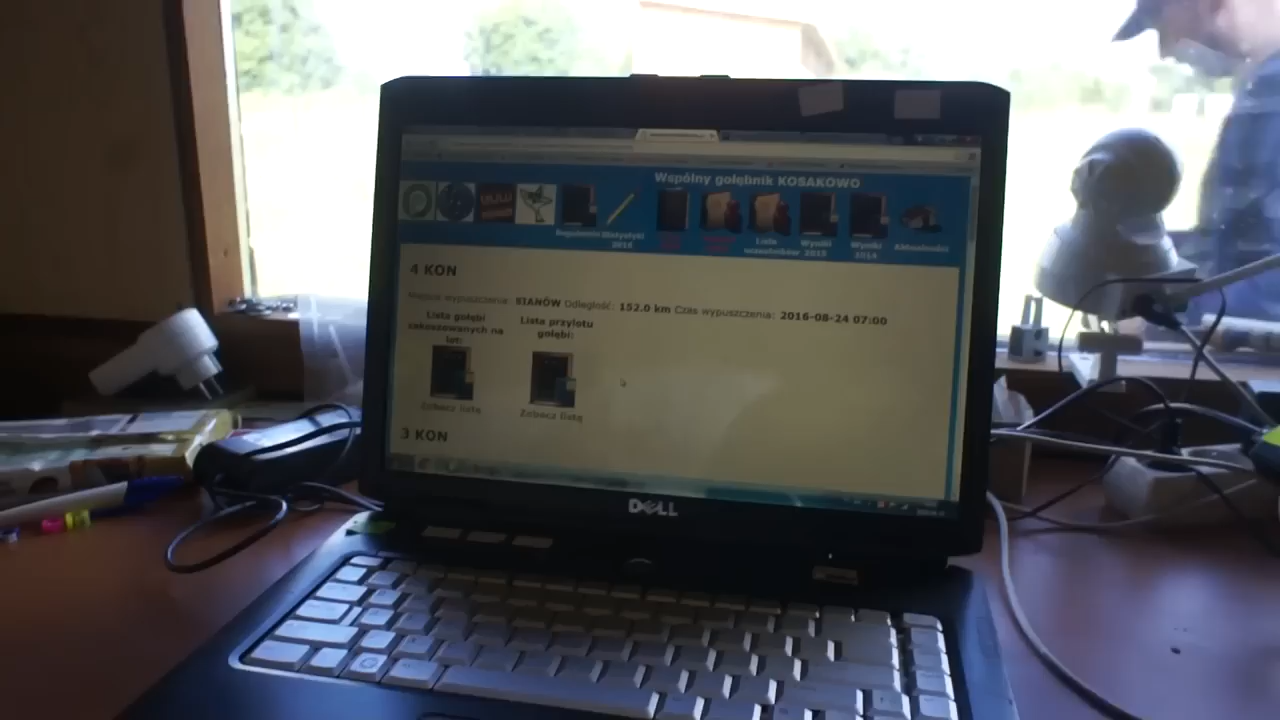 Wspólny gołębnik KOSAKOWO
Regulamin
Statystyki
2016
Lista
uczestników
Wyniki
2015
Wyniki
2014
Aktualności
4 KON
Miejsce wypuszczenia: SIANÓW Odległość: 152.0 km Czas wypuszczenia: 2016-08-24 07:00
Lista gołębi
zakoszowanych na
lot:
Lista przylotu
gołębi:
Zobacz listę
Zobacz listę
3 KON
DELL